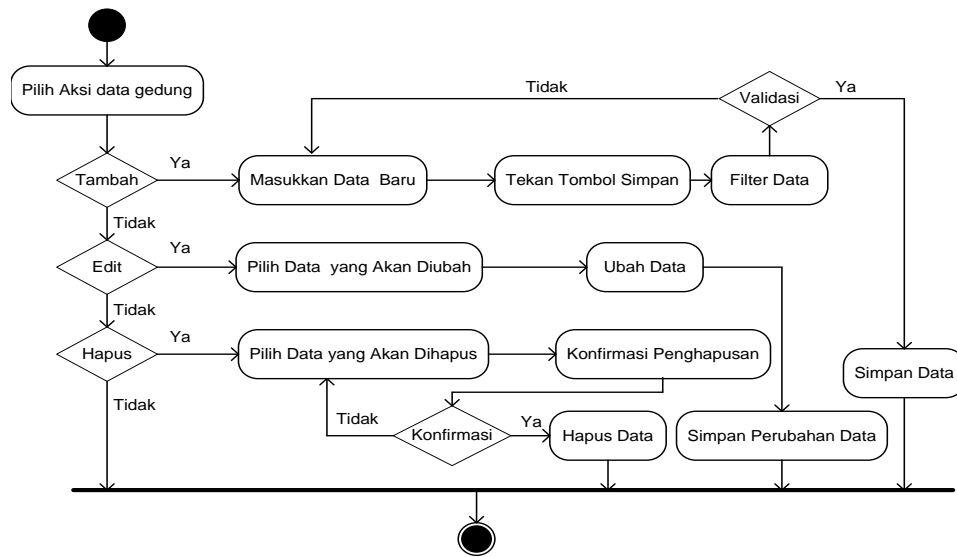 Pilih Aksi data gedung
Tidak
Validasi
Ya
Tambah
Ya
Masukkan Data  Baru
Tekan Tombol Simpan
Filter Data
Tidak
Edit
Ya
Pilih Data  yang Akan Diubah
Ubah Data
Tidak
Hapus
Ya
Pilih Data yang Akan Dihapus
Konfirmasi Penghapusan
Simpan Data
Tidak
Tidak
Konfirmasi
Ya
Hapus Data
Simpan Perubahan Data